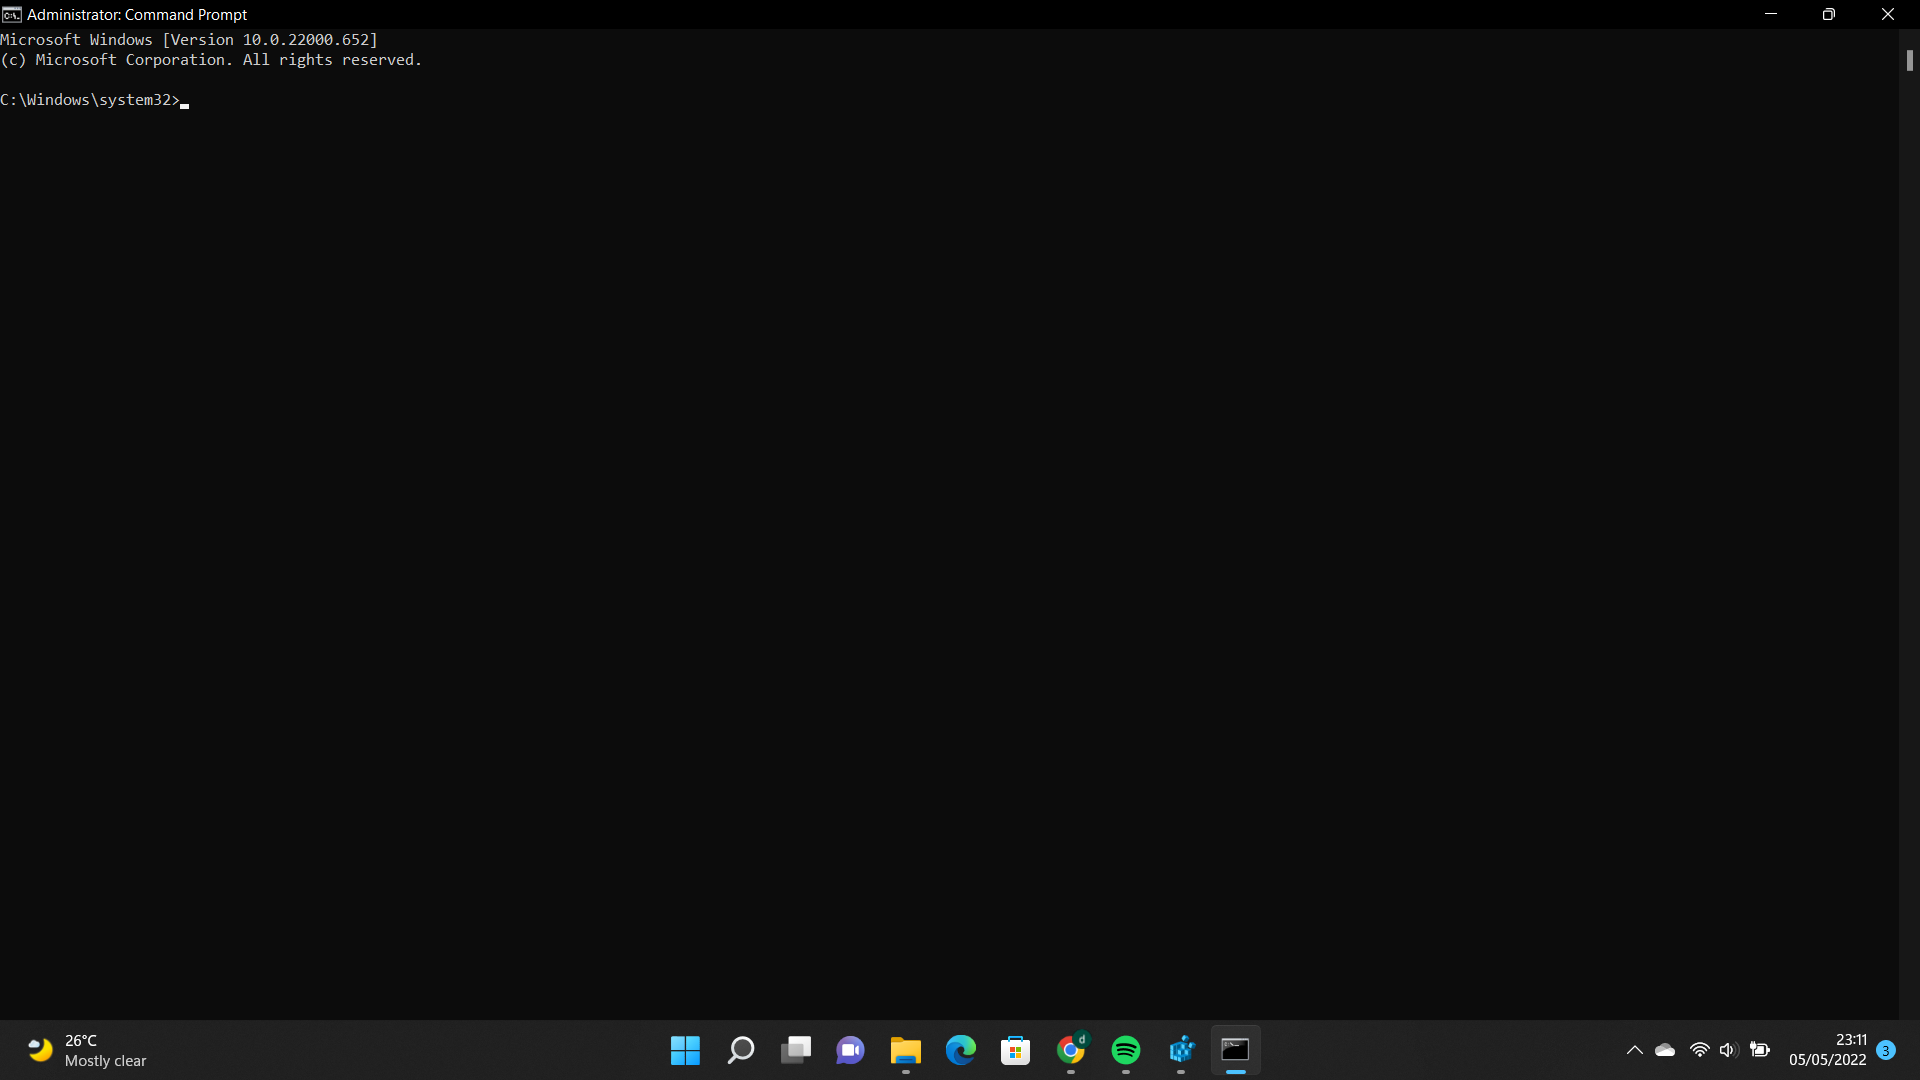 Administrator: Command Prompt
Microsoft Windows [Version 10.0.22000.652]
(c) Microsoft Corporation. All rights reserved.
C:\Windows\system32>
26°C
Mostly clear
d
23:11
05/05/2022
3